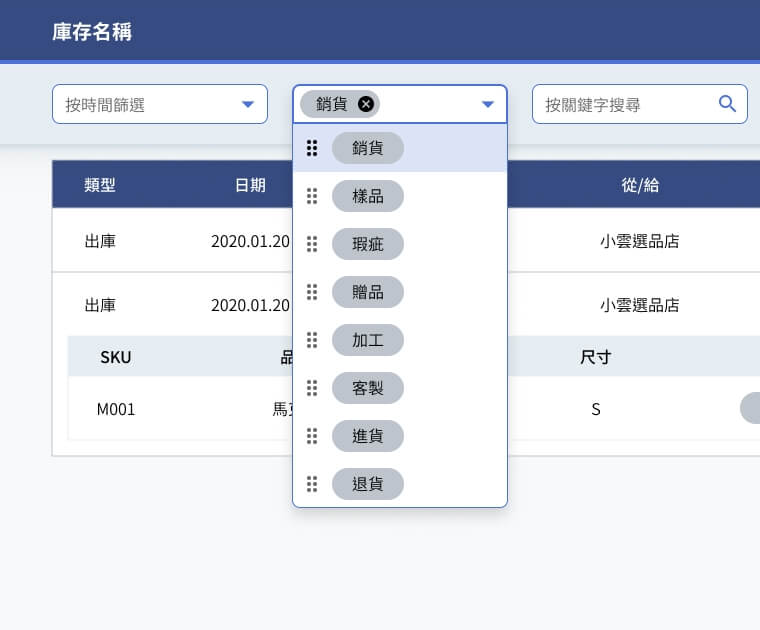 庫存名稱
按時間篩選
銷貨
按關鍵字搜尋
銷貨
樣品
瑕疵
贈品
加工
客製
進貨
退貨
類型 日期 從/給
出庫 2020.01.20 小雲選品店
出庫 2020.01.20 小雲選品店
SKU 品 尺寸
M001 馬 S